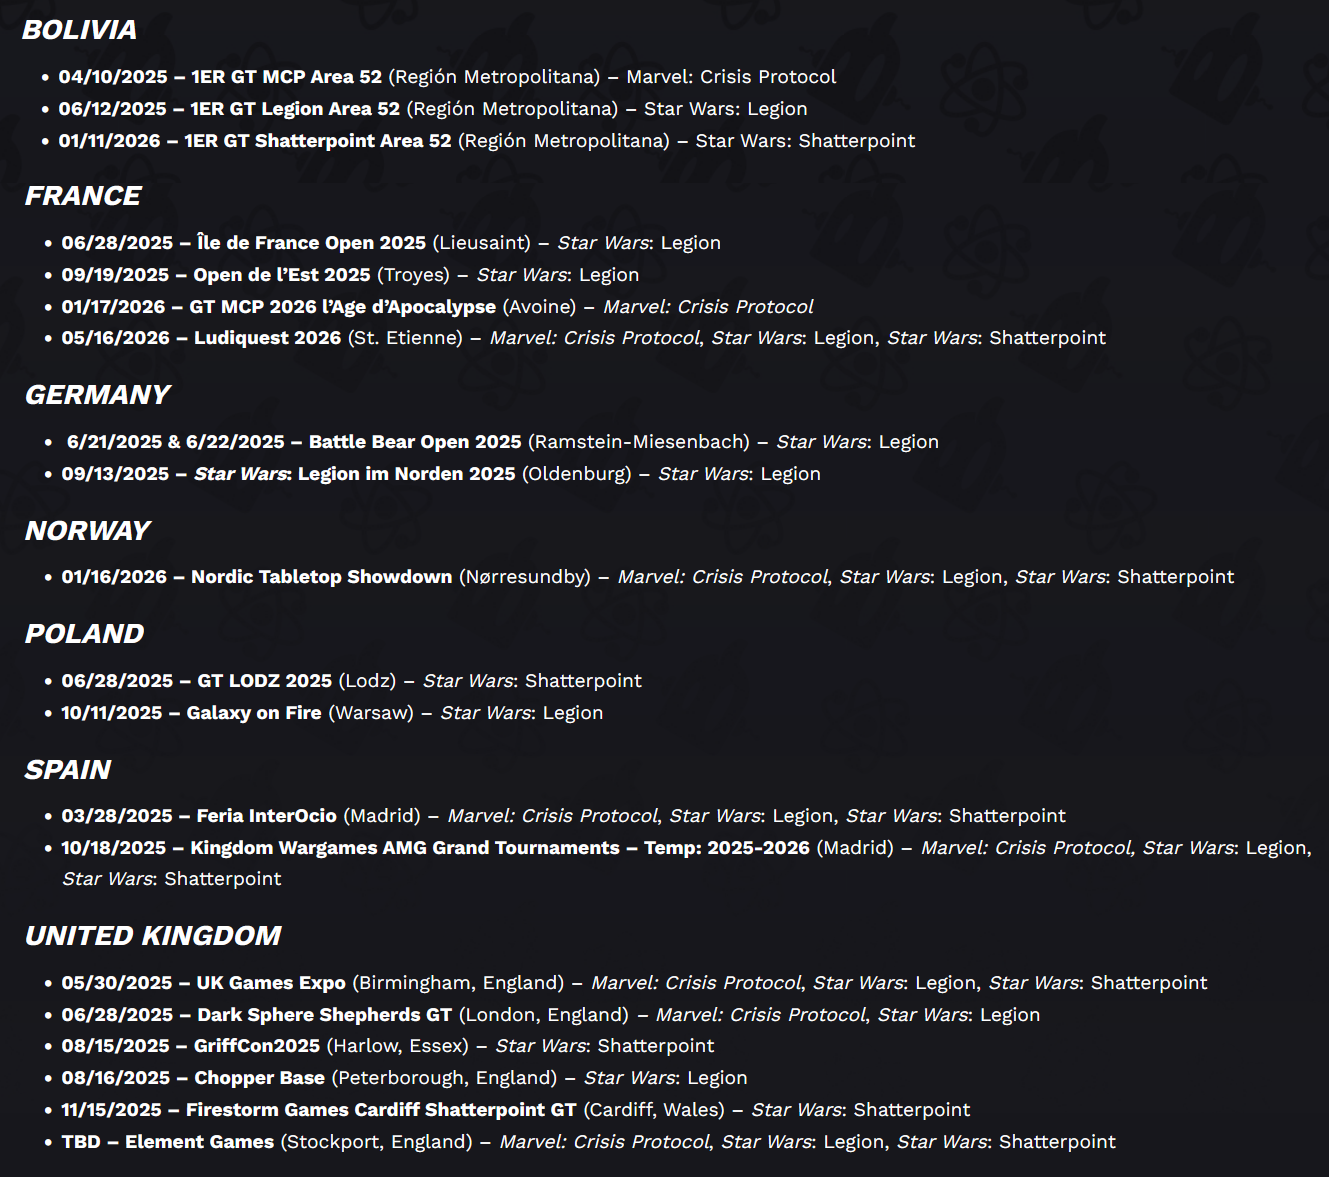 BOLIVIA
• 04/10/2025 – 1ER GT MCP Area 52 (Región Metropolitana) – Marvel: Crisis Protocol
• 06/12/2025 – 1ER GT Legion Area 52 (Región Metropolitana) – Star Wars: Legion
• 01/11/2026 – 1ER GT Shatterpoint Area 52 (Región Metropolitana) – Star Wars: Shatterpoint
FRANCE
• 06/28/2025 – Île de France Open 2025 (Lieusaint) – Star Wars: Legion
• 09/19/2025 – Open de l’Est 2025 (Troyes) – Star Wars: Legion
• 01/17/2026 – GT MCP 2026 l’Age d’Apocalypse (Avoine) – Marvel: Crisis Protocol
• 05/16/2026 – Ludiquest 2026 (St. Etienne) – Marvel: Crisis Protocol, Star Wars: Legion, Star Wars: Shatterpoint
GERMANY
• 6/21/2025 & 6/22/2025 – Battle Bear Open 2025 (Ramstein-Miesenbach) – Star Wars: Legion
• 09/13/2025 – Star Wars: Legion im Norden 2025 (Oldenburg) – Star Wars: Legion
NORWAY
• 01/16/2026 – Nordic Tabletop Showdown (Nørresundby) – Marvel: Crisis Protocol, Star Wars: Legion, Star Wars: Shatterpoint
POLAND
• 06/28/2025 – GT LODZ 2025 (Lodz) – Star Wars: Shatterpoint
• 10/11/2025 – Galaxy on Fire (Warsaw) – Star Wars: Legion
SPAIN
• 03/28/2025 – Feria InterOcio (Madrid) – Marvel: Crisis Protocol, Star Wars: Legion, Star Wars: Shatterpoint
• 10/18/2025 – Kingdom Wargames AMG Grand Tournaments – Temp: 2025-2026 (Madrid) – Marvel: Crisis Protocol, Star Wars: Legion,
Star Wars: Shatterpoint
UNITED KINGDOM
• 05/30/2025 – UK Games Expo (Birmingham, England) – Marvel: Crisis Protocol, Star Wars: Legion, Star Wars: Shatterpoint
• 06/28/2025 – Dark Sphere Shepherds GT (London, England) – Marvel: Crisis Protocol, Star Wars: Legion
• 08/15/2025 – GriffCon2025 (Harlow, Essex) – Star Wars: Shatterpoint
• 08/16/2025 – Chopper Base (Peterborough, England) – Star Wars: Legion
• 11/15/2025 – Firestorm Games Cardiff Shatterpoint GT (Cardiff, Wales) – Star Wars: Shatterpoint
• TBD – Element Games (Stockport, England) – Marvel: Crisis Protocol, Star Wars: Legion, Star Wars: Shatterpoint